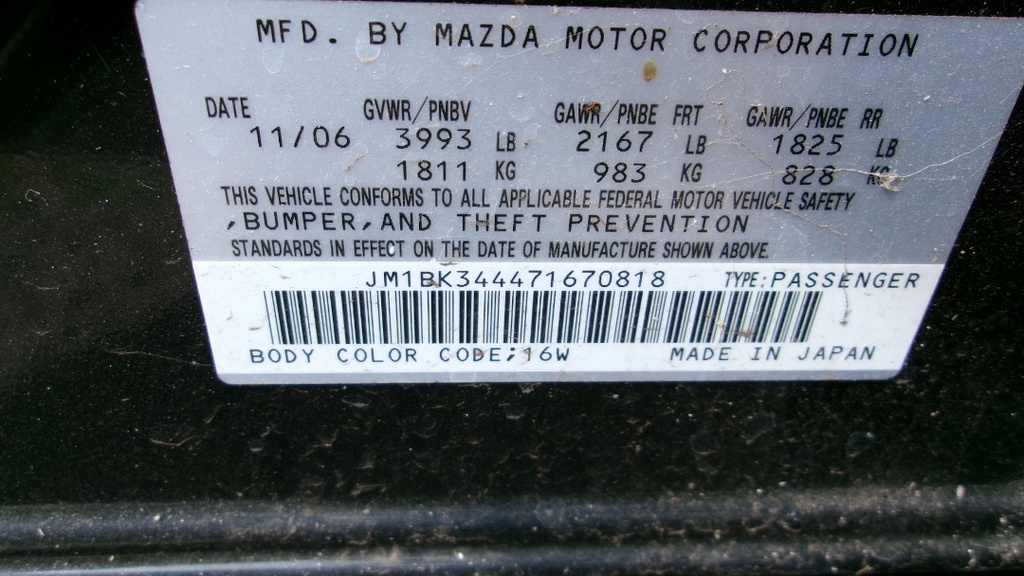 MFD. BY MAZDA MOTOR CORPORATION
DATE GVWR/PNBV GAWR/PNBE FRT GAWR/PNBE RR
11/06 3993 LB 2167 LB 1825 LB
1811 KG 983 KG 828 KG
THIS VEHICLE CONFORMS TO ALL APPLICABLE FEDERAL MOTOR VEHICLE SAFETY
,BUMPER,AND THEFT PREVENTION
STANDARDS IN EFFECT ON THE DATE OF MANUFACTURE SHOWN ABOVE.
JM1BK344471670818 TYPE:PASSENGER
BODY COLOR CODE;16W MADE IN JAPAN